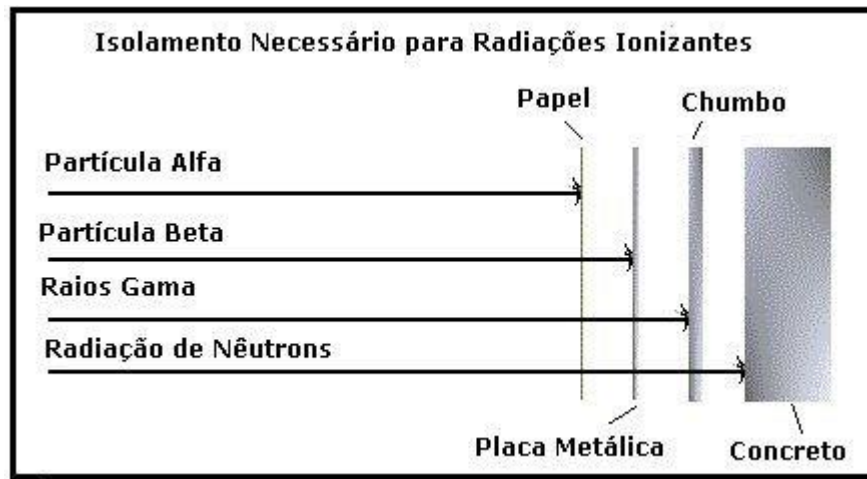 Isolamento Necessário para Radiações Ionizantes
Papel
Chumbo
Partícula Alfa
Partícula Beta
Raios Gama
Radiação de Nêutrons
Placa Metálica
Concreto